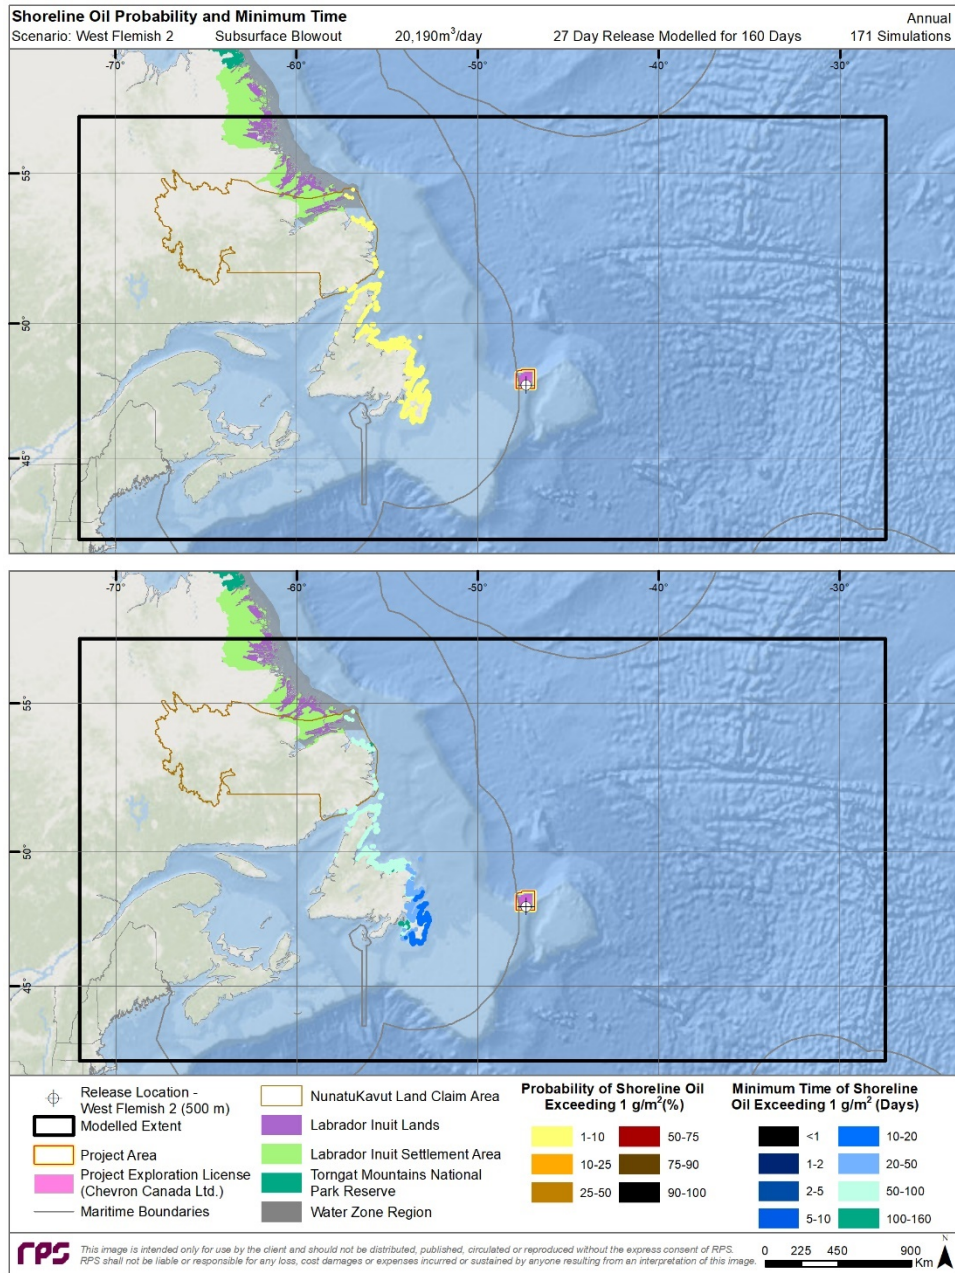 Shoreline Oil Probability and Minimum Time Annual
Scenario: West Flemish 2 Subsurface Blowout 20,190m³/day 27 Day Release Modelled for 160 Days 171 Simulations
-70° -60° -50° -40° -30°
55°
50°
45°
-70° -60° -50° -40° -30°
55°
50°
45°
Release Location -
West Flemish 2 (500 m)
Modelled Extent
Project Area
Project Exploration License
(Chevron Canada Ltd.)
Maritime Boundaries
NunatuKavut Land Claim Area
Labrador Inuit Lands
Labrador Inuit Settlement Area
Torngat Mountains National
Park Reserve
Water Zone Region
Probability of Shoreline Oil
Exceeding 1 g/m²(%)
1-10 50-75
10-25 75-90
25-50 90-100
Minimum Time of Shoreline
Oil Exceeding 1 g/m² (Days)
<1 10-20
1-2 20-50
2-5 50-100
5-10 100-160
rps
This image is intended only for use by the client and should not be distributed, published, circulated or reproduced without the express consent of RPS.
RPS shall not be liable or responsible for any loss, cost damages or expenses incurred or sustained by anyone resulting from an interpretation of this image.
0 225 450 900
Km
N